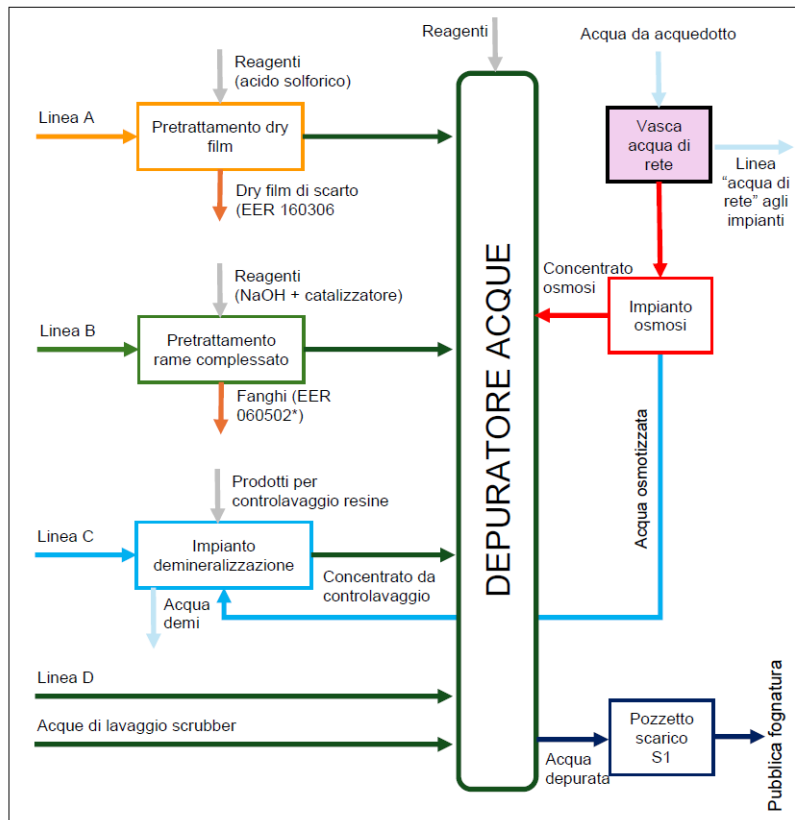 Reagenti
Acqua da acquedotto
Reagenti
(acido solforico)
Linea A
Pretrattamento dry
film
Vasca
acqua di
rete
Linea
“acqua di
rete” agli
impianti
Dry film di scarto
(EER 160306
Concentrato
osmosi
Reagenti
(NaOH + catalizzatore)
Impianto
osmosi
Linea B
Pretrattamento
rame complessato
Fanghi (EER
060502*)
DEPURATORE ACQUE
Acqua osmotizzata
Prodotti per
controlavaggio resine
Linea C
Impianto
demineralizzazione
Concentrato da
controlavaggio
Acqua
demi
Linea D
Acque di lavaggio scrubber
Pozzetto
scarico
S1
Acqua
depurata
Pubblica fognatura